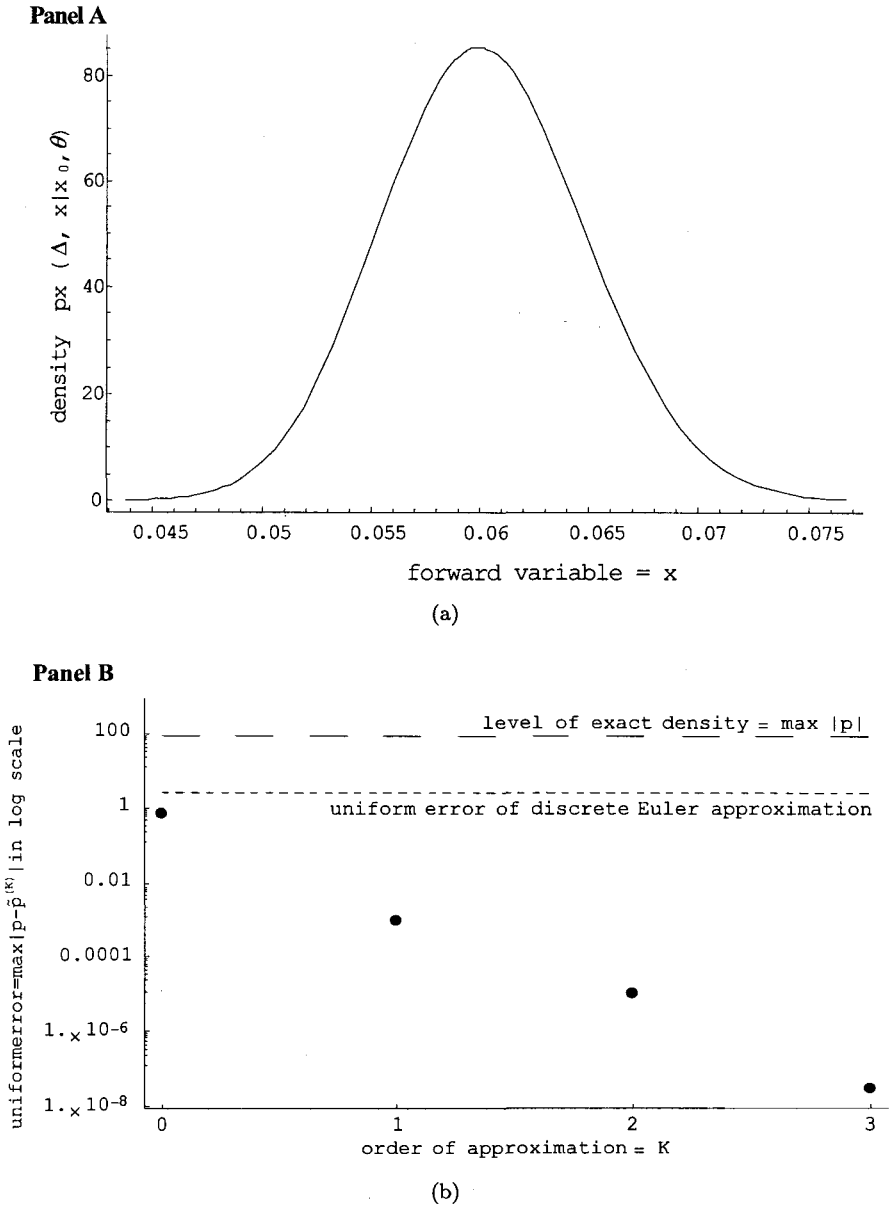 Panel A
density px (Δ, x|x₀,θ)
80
60
40
20
0
0.045 0.05 0.055 0.06 0.065 0.07 0.075
forward variable = x
(a)
Panel B
uniformerror=max|p-p̃⁽ᴷ⁾|in log scale
100
1
0.01
0.0001
1.×10⁻⁶
1.×10⁻⁸
level of exact density = max |p|
uniform error of discrete Euler approximation
0 1 2 3
order of approximation = K
(b)